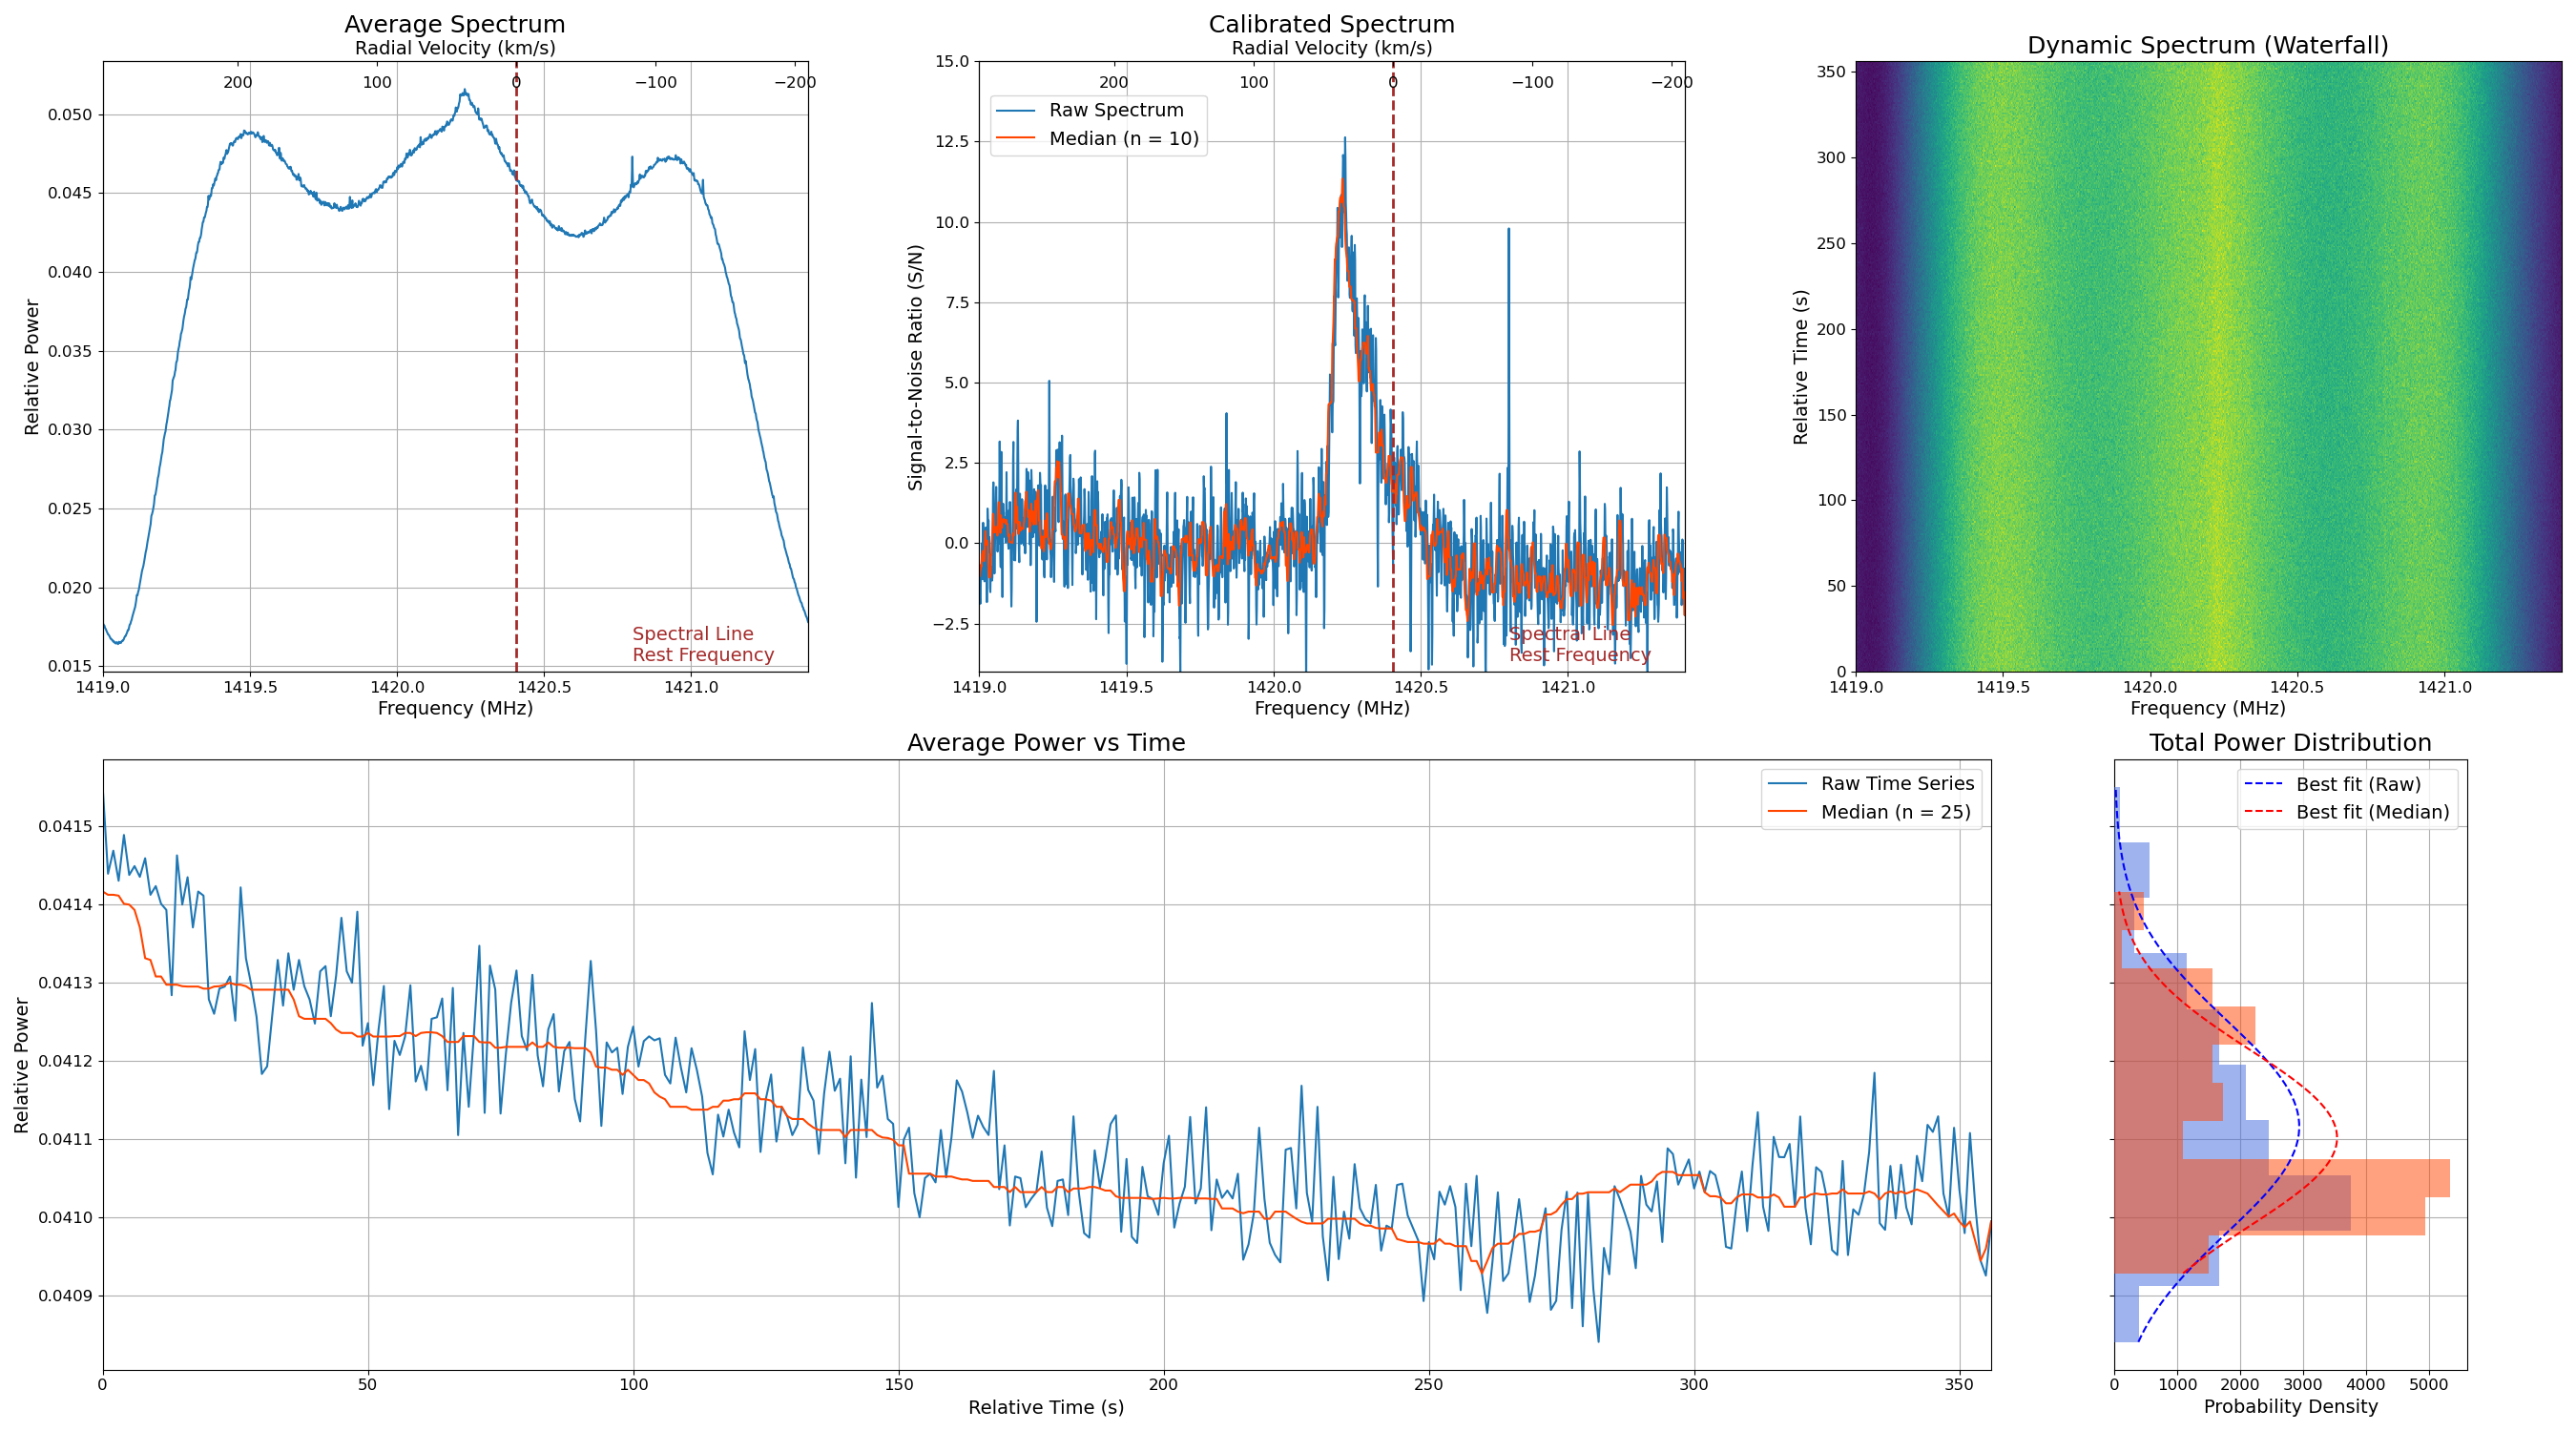 Average Spectrum
Radial Velocity (km/s)
200 100 0 −100 −200
0.050
0.045
0.040
0.035
0.030
0.025
0.020
0.015
Relative Power
Spectral Line
Rest Frequency
1419.0 1419.5 1420.0 1420.5 1421.0
Frequency (MHz)
Calibrated Spectrum
Radial Velocity (km/s)
200 100 0 −100 −200
Raw Spectrum
Median (n = 10)
15.0
12.5
10.0
7.5
5.0
2.5
0.0
−2.5
Signal-to-Noise Ratio (S/N)
Spectral Line
Rest Frequency
1419.0 1419.5 1420.0 1420.5 1421.0
Frequency (MHz)
Dynamic Spectrum (Waterfall)
350
300
250
200
150
100
50
0
Relative Time (s)
1419.0 1419.5 1420.0 1420.5 1421.0
Frequency (MHz)
Average Power vs Time
Raw Time Series
Median (n = 25)
0.0415
0.0414
0.0413
0.0412
0.0411
0.0410
0.0409
Relative Power
0 50 100 150 200 250 300 350
Relative Time (s)
Total Power Distribution
Best fit (Raw)
Best fit (Median)
0 1000 2000 3000 4000 5000
Probability Density